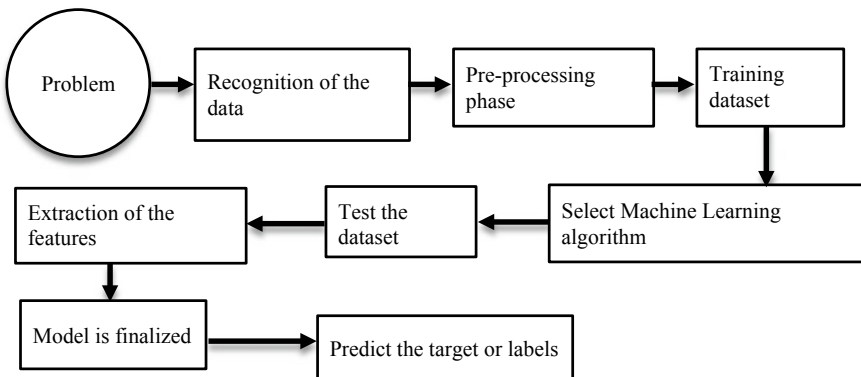 Problem
Recognition of the
data
Pre-processing
phase
Training
dataset
Select Machine Learning
algorithm
Test the
dataset
Extraction of the
features
Model is finalized
Predict the target or labels